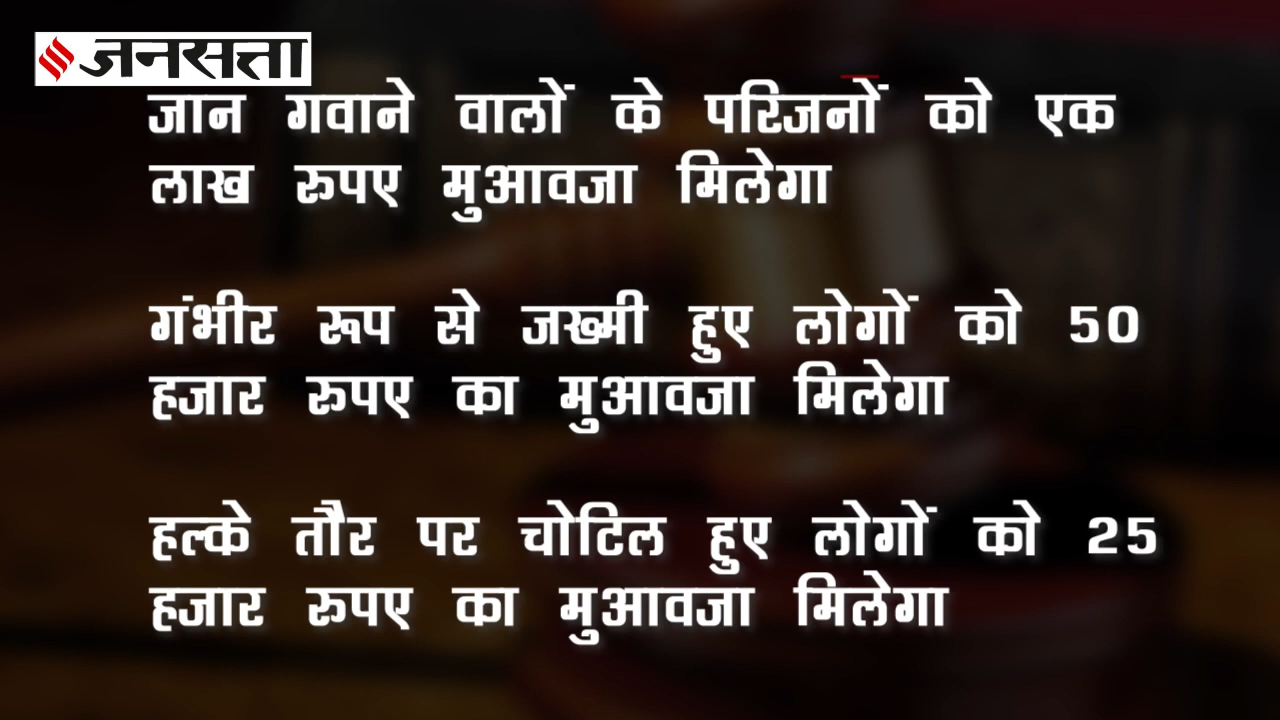 जनसत्ता
जान गवाने वालों के परिजनों को एक
लाख रुपए मुआवजा मिलेगा
गंभीर रूप से जख्मी हुए लोगों को 50
हजार रुपए का मुआवजा मिलेगा
हल्के तौर पर चोटिल हुए लोगों को 25
हजार रुपए का मुआवजा मिलेगा